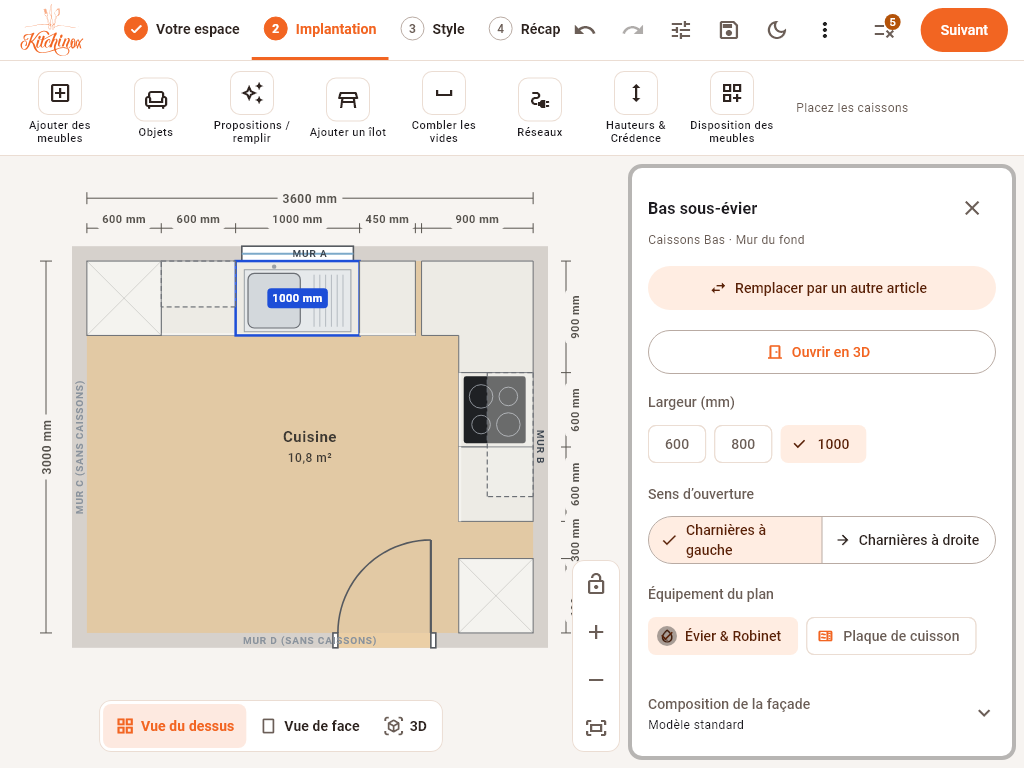 Kitchinox
Votre espace
2 Implantation
3 Style
4 Récap
5
Suivant
Ajouter des meubles
Objets
Propositions / remplir
Ajouter un îlot
Combler les vides
Réseaux
Hauteurs & Crédence
Disposition des meubles
Placez les caissons
3600 mm
600 mm
600 mm
1000 mm
450 mm
900 mm
MUR A
1000 mm
3000 mm
MUR C (SANS CAISSONS)
Cuisine
10,8 m²
MUR B
900 mm
600 mm
600 mm
300 mm
MUR D (SANS CAISSONS)
Vue du dessus
Vue de face
3D
Bas sous-évier
Caissons Bas · Mur du fond
Remplacer par un autre article
Ouvrir en 3D
Largeur (mm)
600
800
1000
Sens d'ouverture
Charnières à
gauche
Charnières à droite
Équipement du plan
Évier & Robinet
Plaque de cuisson
Composition de la façade
Modèle standard